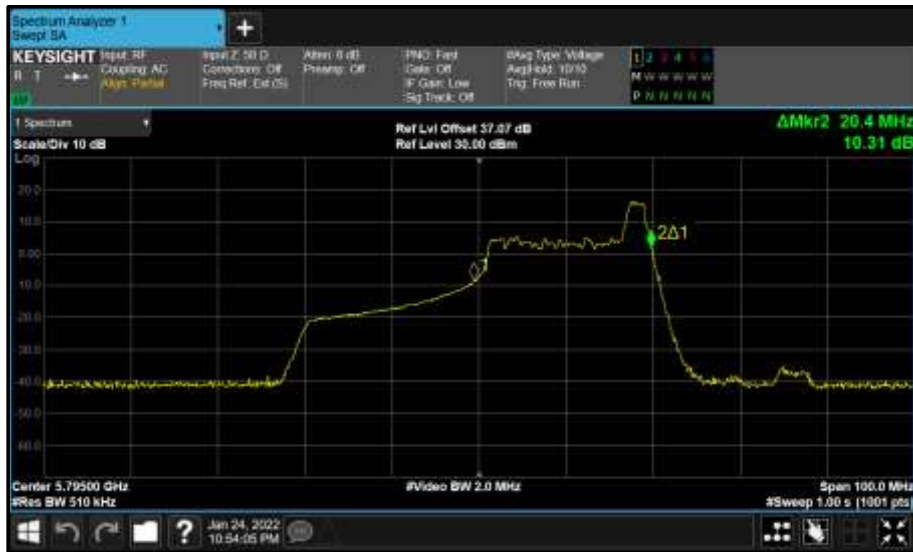 Spectrum Analyzer 1
Swept SA
+
KEYSIGHT
R T
Input: RF
Coupling: AC
Align: Partial
Input Z: 50 Ω
Corrections: Off
Freq Ref: Ext (S)
Atten: 6 dB
Preamp: Off
PNO: Fast
Gate: Off
IF Gain: Low
Sig Track: Off
#Avg Type: Voltage
Avg|Hold: 10/10
Trig: Free Run
1 2 3 4 5 6
M W W W W W
P N N N N N
1 Spectrum
Scale/Div 10 dB
Log
Ref Lvl Offset 37.07 dB
Ref Level 30.00 dBm
ΔMkr2 20.4 MHz
10.31 dB
20.0
10.0
0.00
-10.0
-20.0
-30.0
-40.0
-50.0
-60.0
2Δ1
Center 5.79500 GHz
#Res BW 510 kHz
#Video BW 2.0 MHz
Span 100.0 MHz
#Sweep 1.00 s (1001 pts)
?
Jan 24, 2022
10:54:05 PM